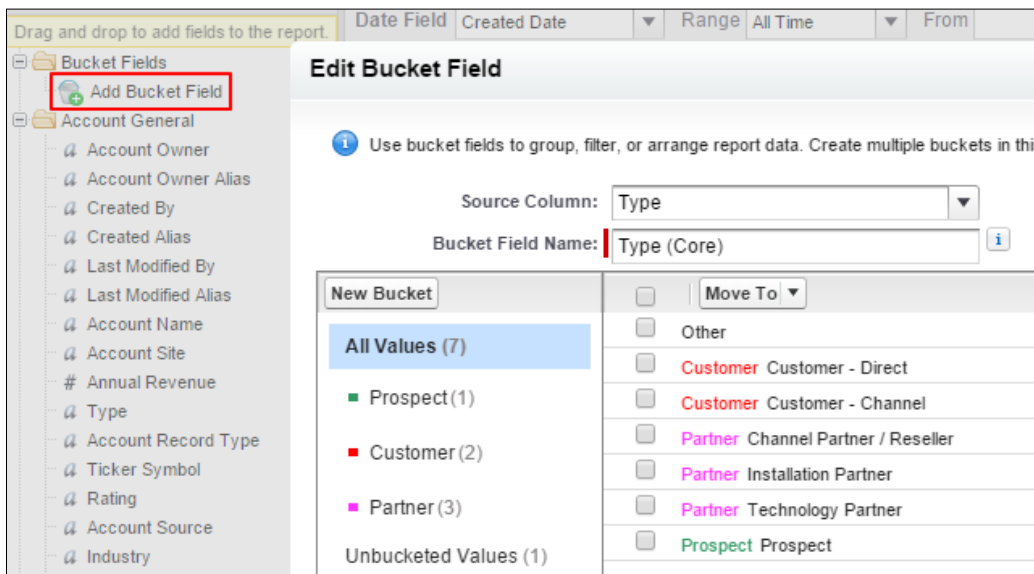 Drag and drop to add fields to the report.
Date Field Created Date Range All Time From
Bucket Fields
Add Bucket Field
Account General
a Account Owner
a Account Owner Alias
a Created By
a Created Alias
a Last Modified By
a Last Modified Alias
a Account Name
a Account Site
# Annual Revenue
a Type
a Account Record Type
a Ticker Symbol
a Rating
a Account Source
a Industry
Edit Bucket Field
i Use bucket fields to group, filter, or arrange report data. Create multiple buckets in thi
Source Column: Type
Bucket Field Name: Type (Core) i
New Bucket
All Values (7)
Prospect (1)
Customer (2)
Partner (3)
Unbucketed Values (1)
Move To
Other
Customer Customer - Direct
Customer Customer - Channel
Partner Channel Partner / Reseller
Partner Installation Partner
Partner Technology Partner
Prospect Prospect